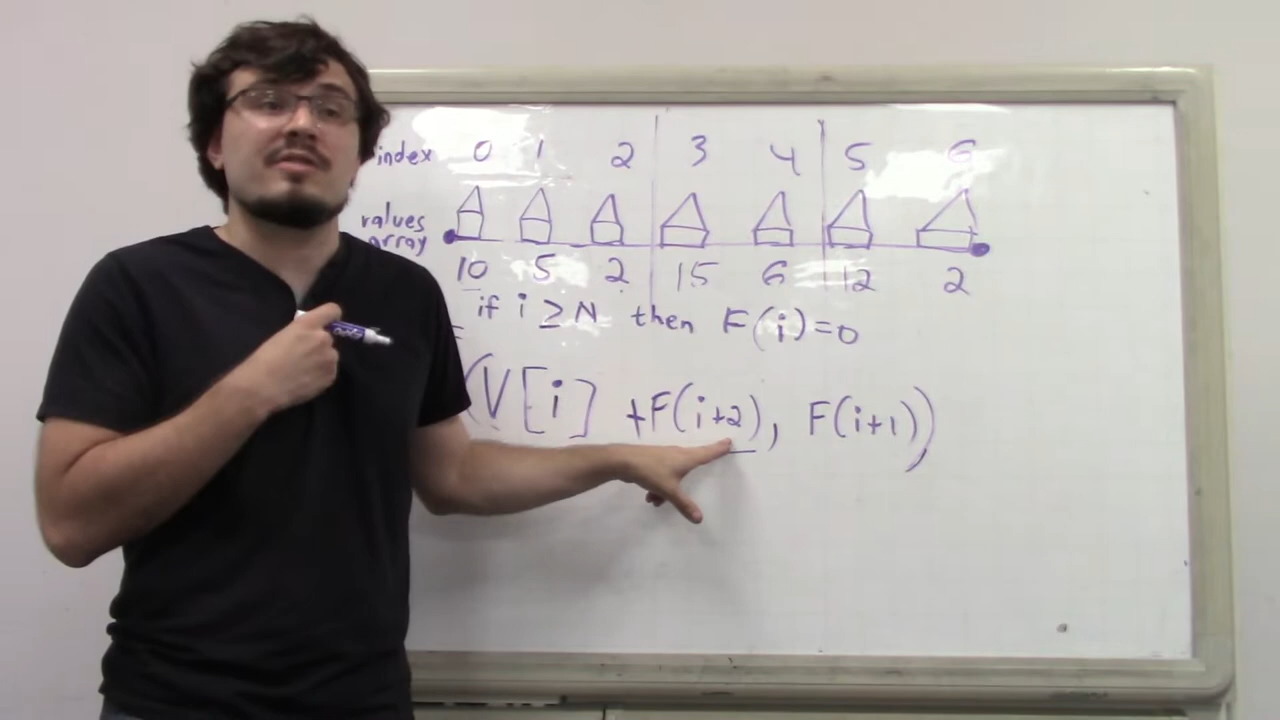 index 0 1 2 3 4 5 6
values
array
10 5 2 15 6 12 2
if i ≥ N then F(i)=0
=
(V[i] +F(i+2), F(i+1))